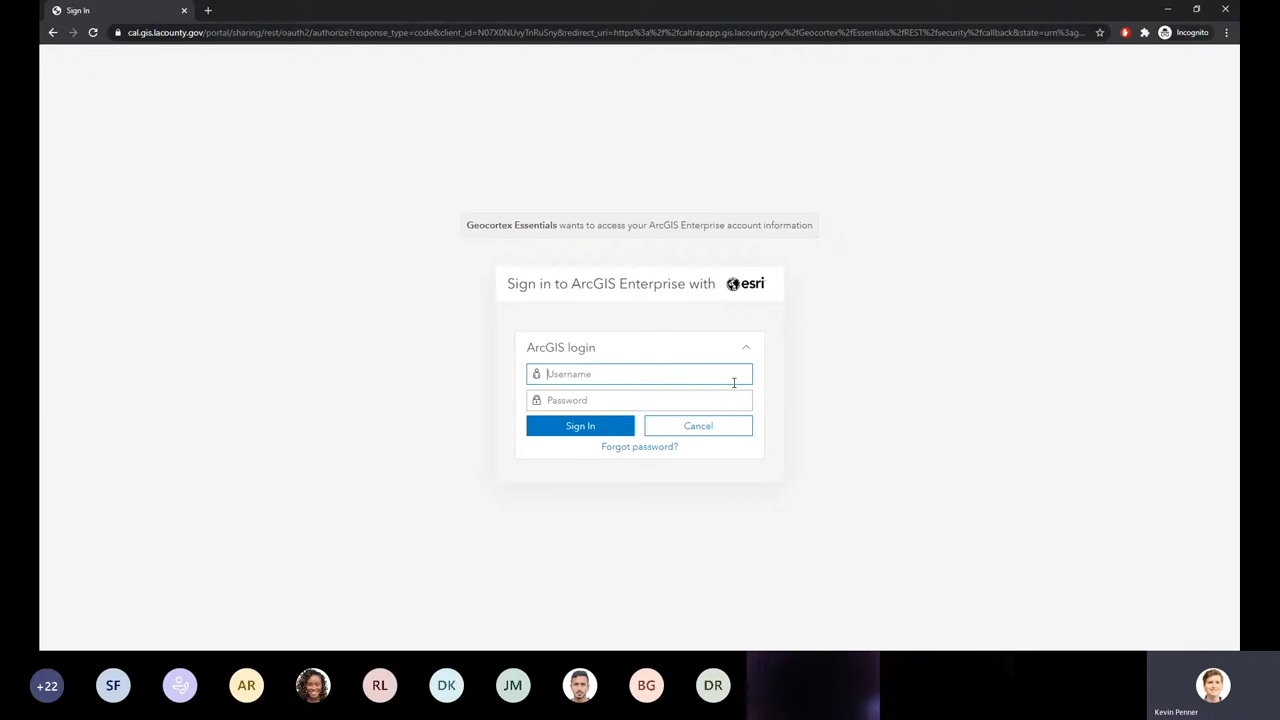 Sign In
cal.gis.lacounty.gov/portal/sharing/rest/oauth2/authorize?response_type=code&client_id=N07X0NUvyTnRuSny&redirect_uri=https%3a%2f%2fcaltrapapp.gis.lacounty.gov%2fGeocortex%2fEssentials%2fREST%2fsecurity%2fcallback&state=urn%3ag...
Incognito
Geocortex Essentials wants to access your ArcGIS Enterprise account information
Sign in to ArcGIS Enterprise with esri
ArcGIS login
Username
Password
Sign In Cancel
Forgot password?
+22 SF AR RL DK JM BG DR
Kevin Penner